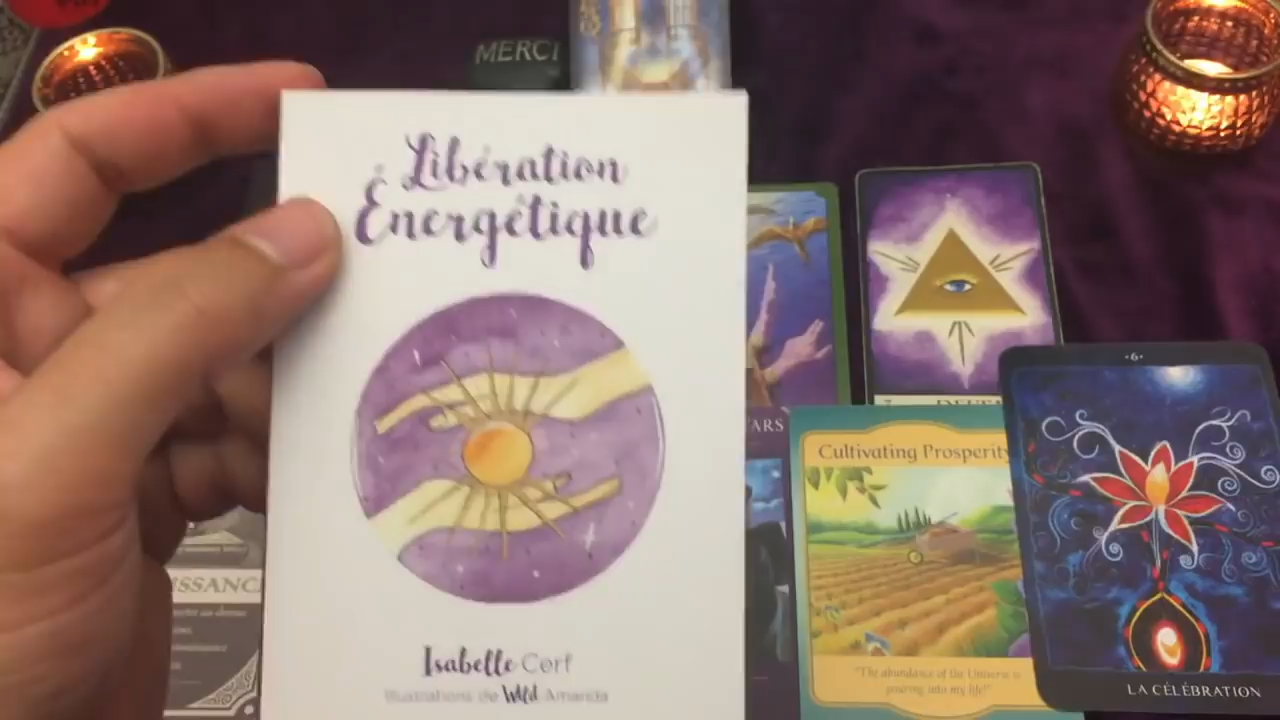 MERCI
Libération
Énergétique
Isabelle Cerf
Illustrations de Wild Amanda
Cultivating Prosperity
"The abundance of the Universe is
pouring into my life!"
·6·
LA CÉLÉBRATION